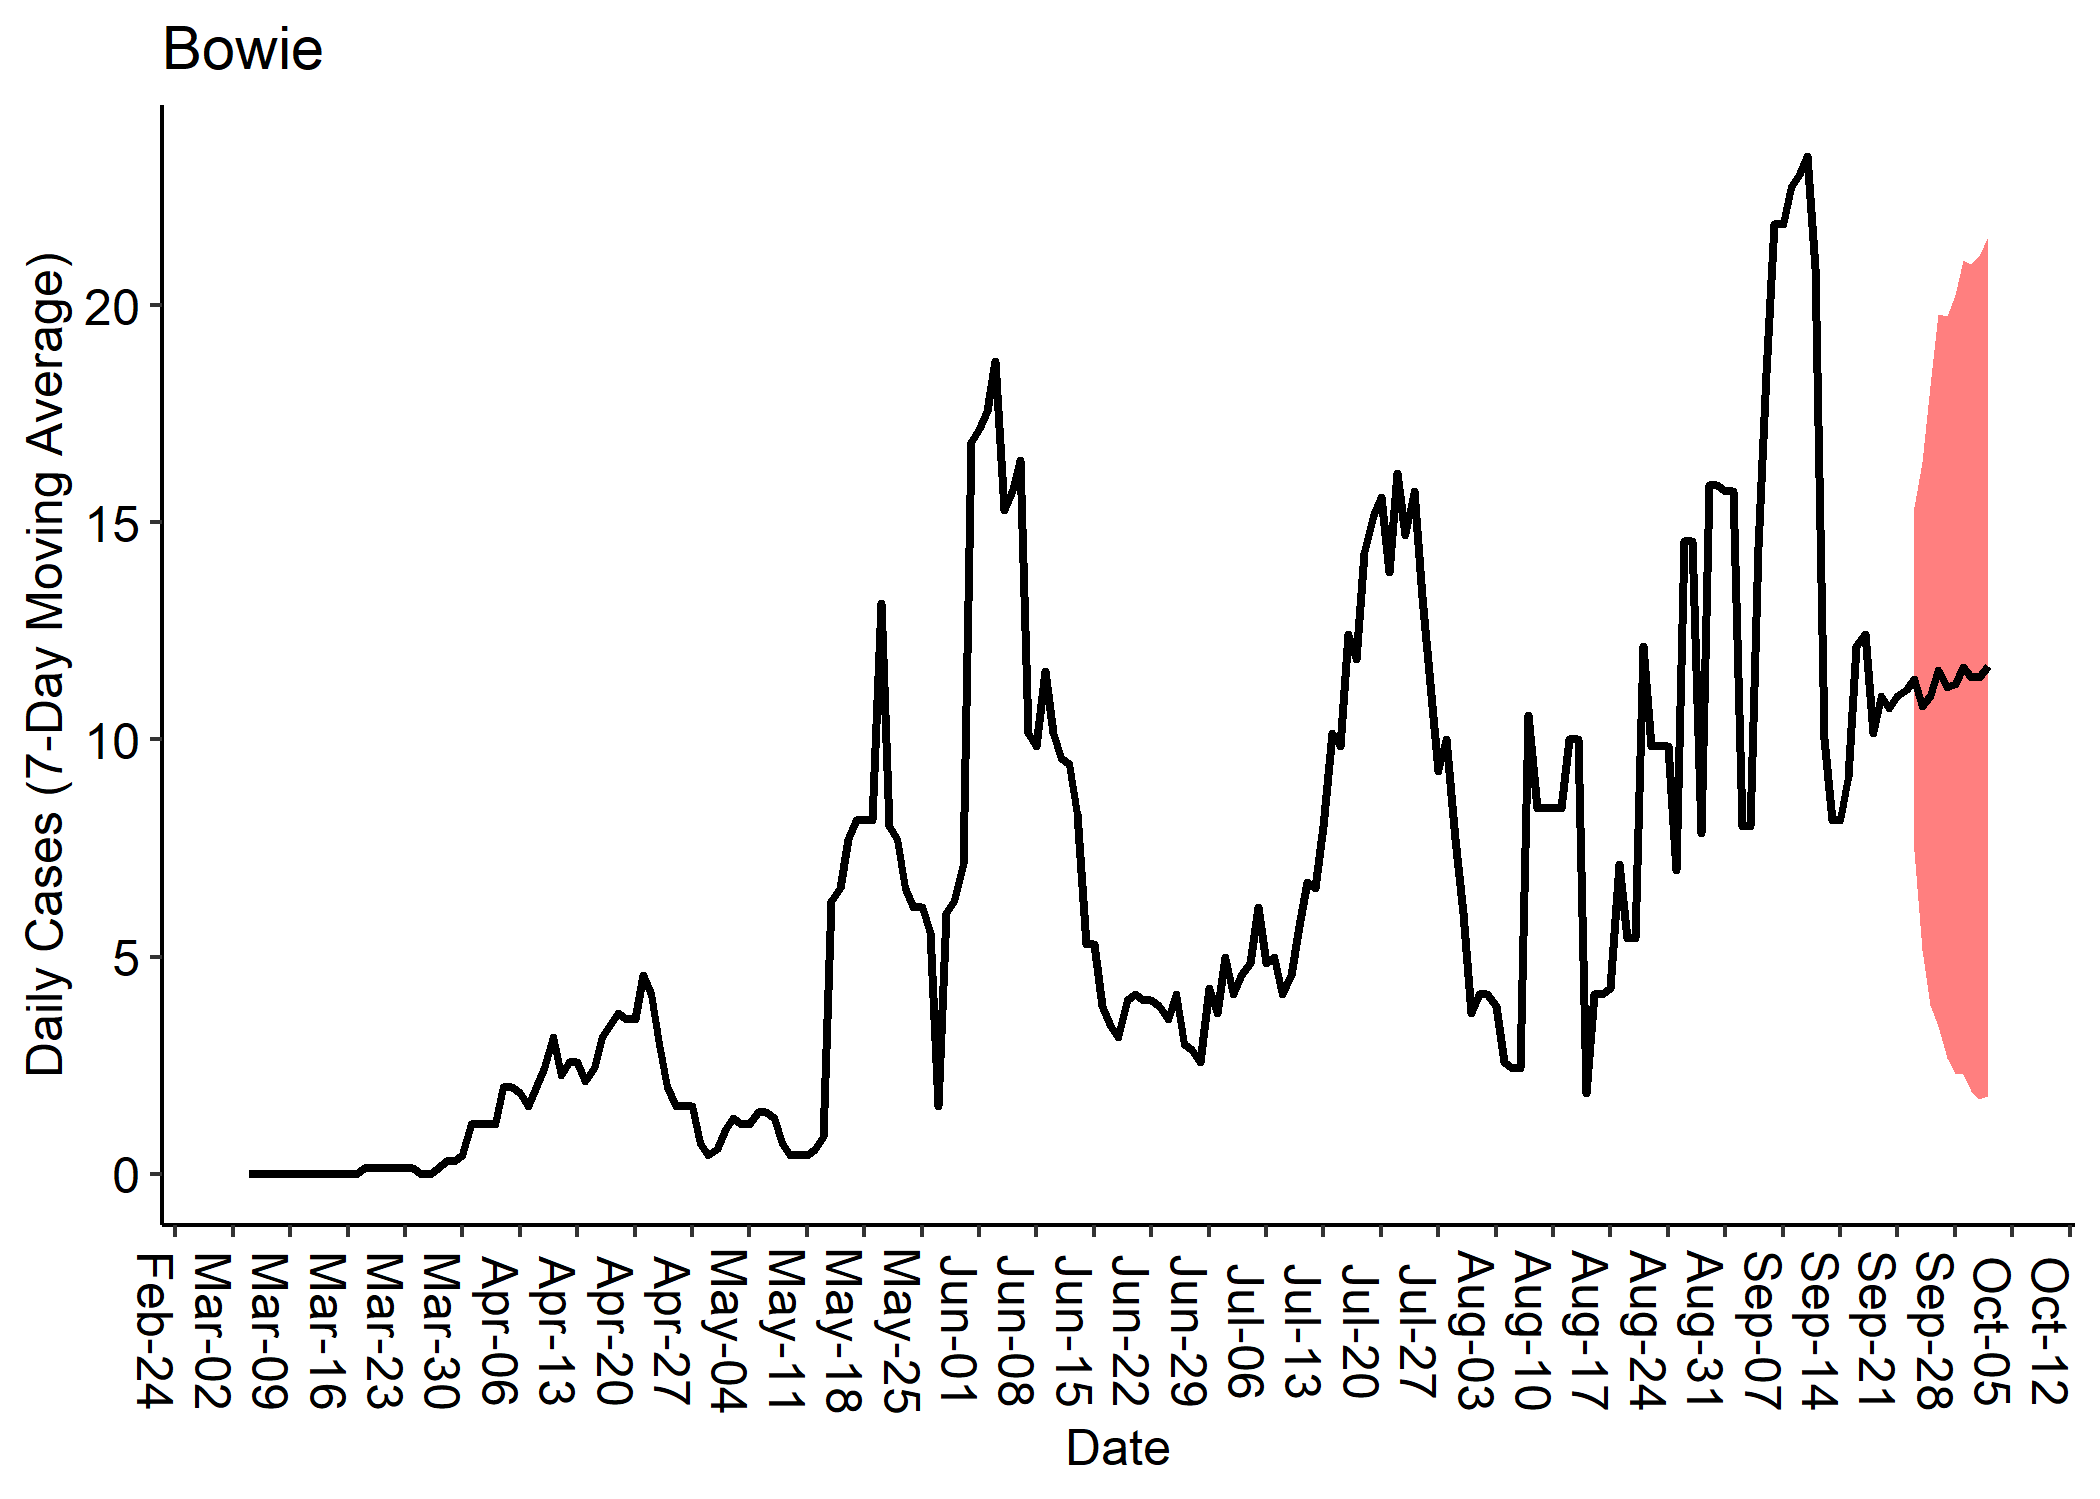 Bowie
Daily Cases (7-Day Moving Average)
20
15
10
5
0
Feb-24
Mar-02
Mar-09
Mar-16
Mar-23
Mar-30
Apr-06
Apr-13
Apr-20
Apr-27
May-04
May-11
May-18
May-25
Jun-01
Jun-08
Jun-15
Jun-22
Jun-29
Jul-06
Jul-13
Jul-20
Jul-27
Aug-03
Aug-10
Aug-17
Aug-24
Aug-31
Sep-07
Sep-14
Sep-21
Sep-28
Oct-05
Oct-12
Date